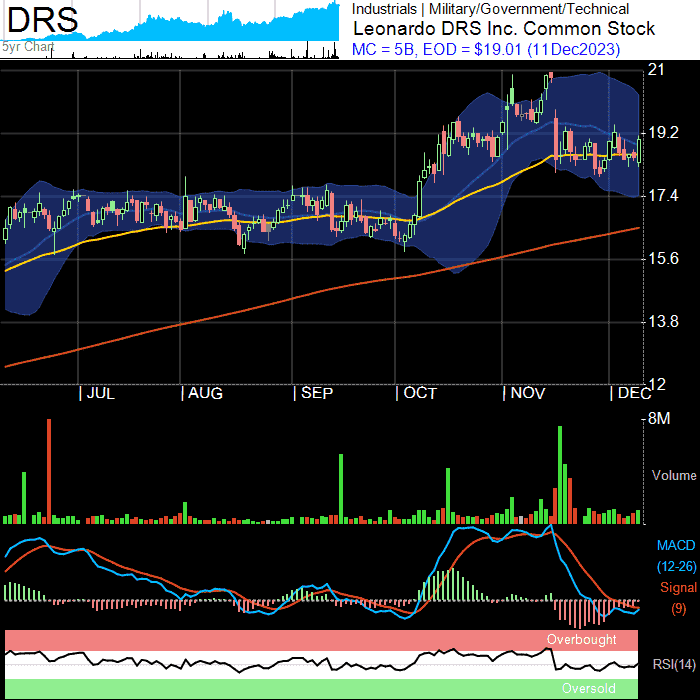 DRS
5yr Chart
Industrials | Military/Government/Technical
Leonardo DRS Inc. Common Stock
MC = 5B, EOD = $19.01 (11Dec2023)
21
19.2
17.4
15.6
13.8
12
| JUL | AUG | SEP | OCT | NOV | DEC
8M
Volume
MACD
(12-26)
Signal
(9)
Overbought
RSI(14)
Oversold